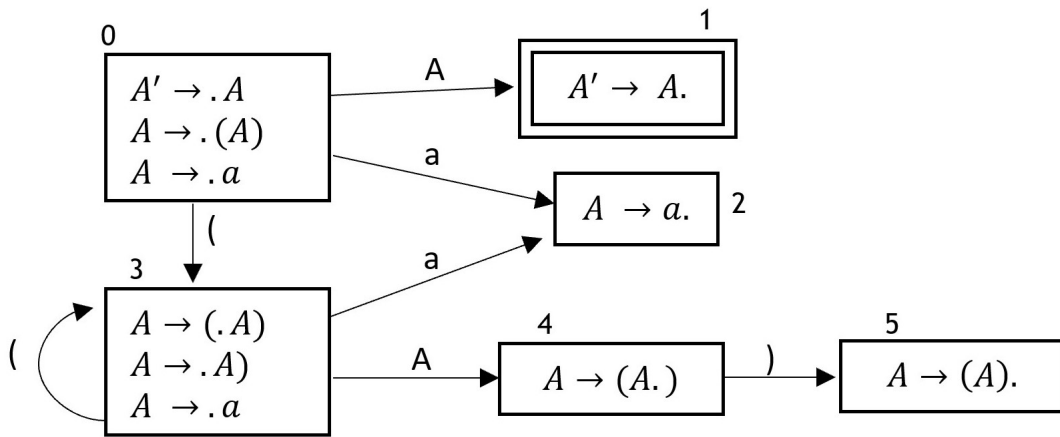 0
A' → . A
A → . (A)
A → . a
A
1
A' → A.
a
A → a.
2
(
3
A → (. A)
A → . A)
A → . a
(
a
A
4
A → (A. )
)
5
A → (A).